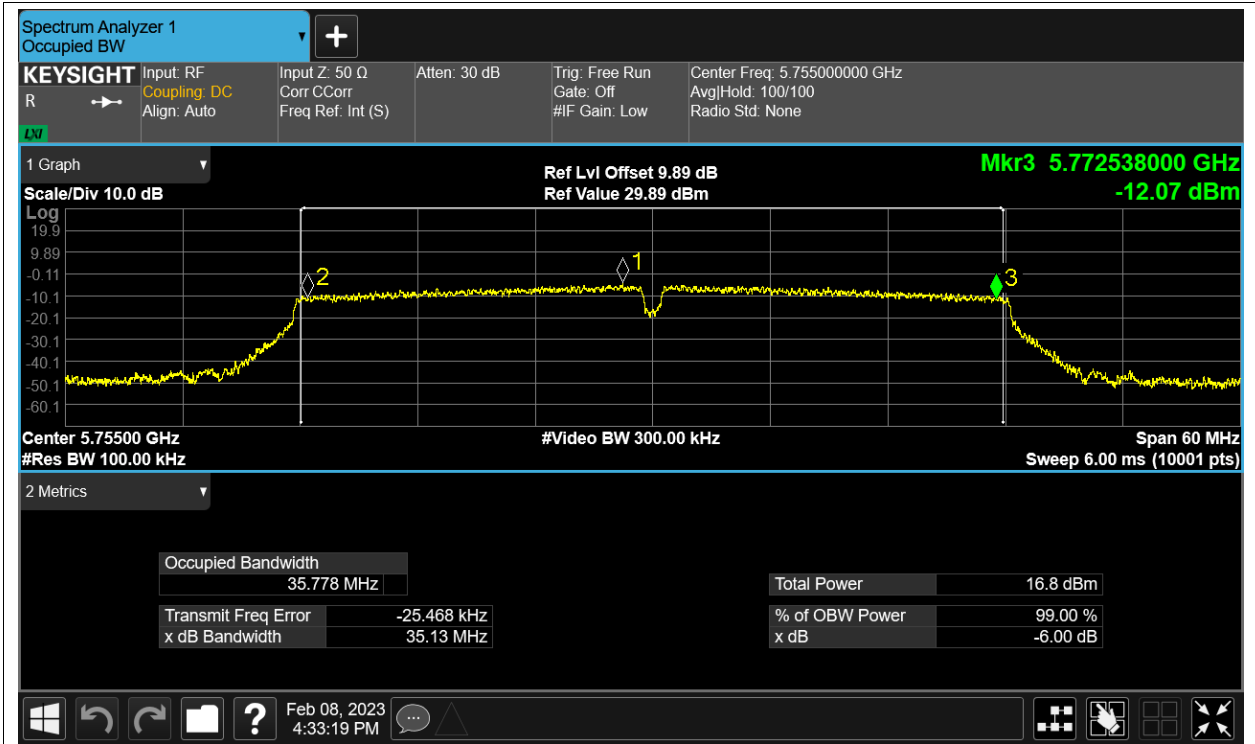 Spectrum Analyzer 1
Occupied BW
▼
+
KEYSIGHT
R
LXI
Input: RF
Coupling: DC
Align: Auto
Input Z: 50 Ω
Corr CCorr
Freq Ref: Int (S)
Atten: 30 dB
Trig: Free Run
Gate: Off
#IF Gain: Low
Center Freq: 5.755000000 GHz
Avg|Hold: 100/100
Radio Std: None
1 Graph ▼
Scale/Div 10.0 dB
Ref Lvl Offset 9.89 dB
Ref Value 29.89 dBm
Mkr3 5.772538000 GHz
-12.07 dBm
Log
19.9
9.89
-0.11
-10.1
-20.1
-30.1
-40.1
-50.1
-60.1
2
1
3
Center 5.75500 GHz
#Res BW 100.00 kHz
#Video BW 300.00 kHz
Span 60 MHz
Sweep 6.00 ms (10001 pts)
2 Metrics ▼
Occupied Bandwidth
35.778 MHz
Transmit Freq Error -25.468 kHz
x dB Bandwidth 35.13 MHz
Total Power 16.8 dBm
% of OBW Power 99.00 %
x dB -6.00 dB
?
Feb 08, 2023
4:33:19 PM